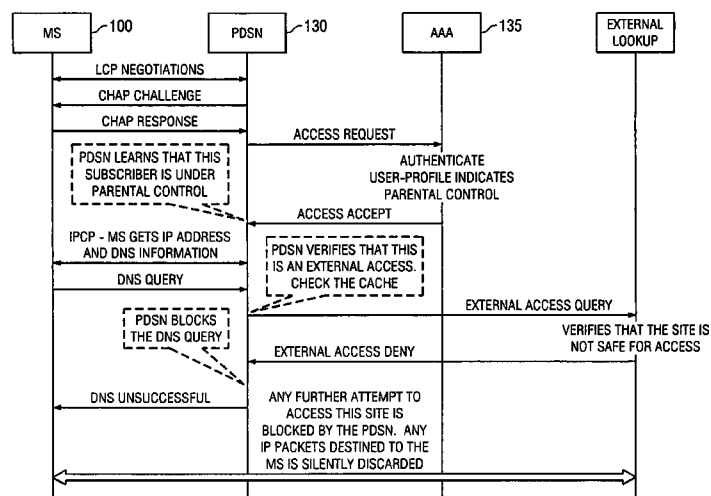 MS
100
PDSN
130
AAA
135
EXTERNAL
LOOKUP
LCP NEGOTIATIONS
CHAP CHALLENGE
CHAP RESPONSE
ACCESS REQUEST
PDSN LEARNS THAT THIS
SUBSCRIBER IS UNDER
PARENTAL CONTROL
AUTHENTICATE
USER-PROFILE INDICATES
PARENTAL CONTROL
ACCESS ACCEPT
IPCP - MS GETS IP ADDRESS
AND DNS INFORMATION
PDSN VERIFIES THAT THIS
IS AN EXTERNAL ACCESS.
CHECK THE CACHE
DNS QUERY
EXTERNAL ACCESS QUERY
PDSN BLOCKS
THE DNS QUERY
VERIFIES THAT THE SITE IS
NOT SAFE FOR ACCESS
EXTERNAL ACCESS DENY
DNS UNSUCCESSFUL
ANY FURTHER ATTEMPT TO
ACCESS THIS SITE IS
BLOCKED BY THE PDSN. ANY
IP PACKETS DESTINED TO THE
MS IS SILENTLY DISCARDED